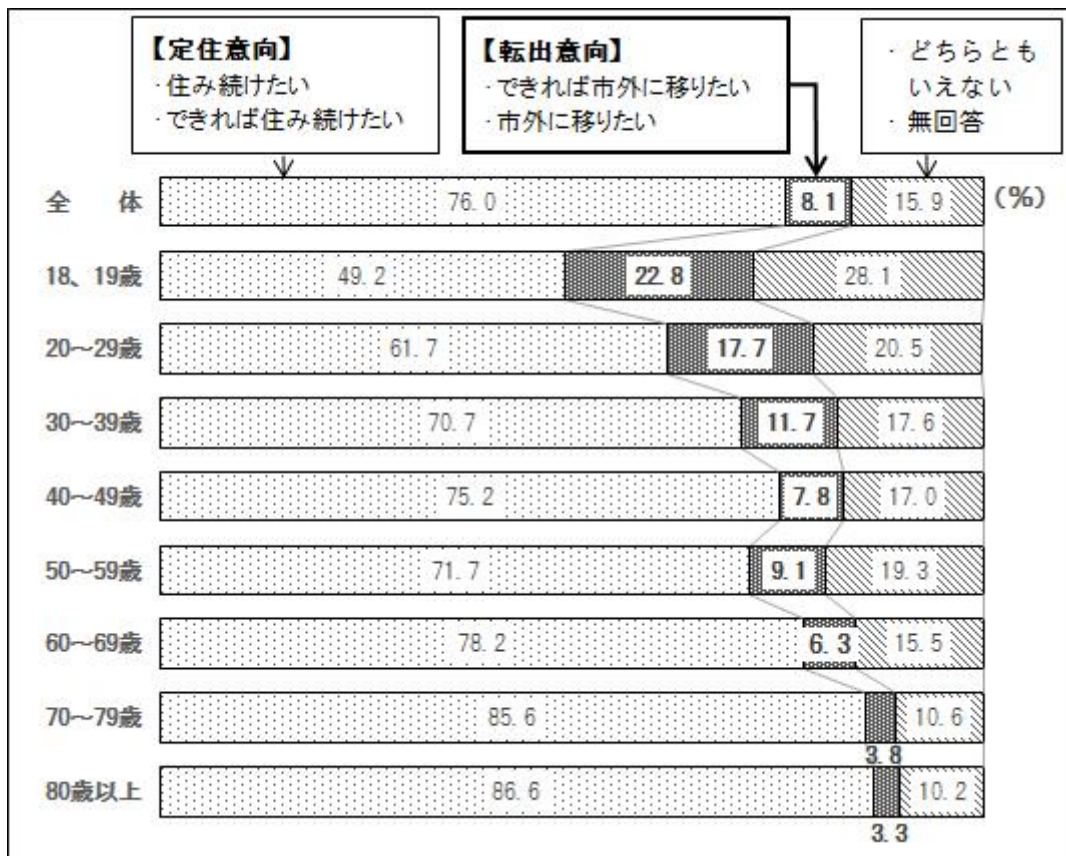 【定住意向】
・住み続けたい
・できれば住み続けたい
【転出意向】
・できれば市外に移りたい
・市外に移りたい
・どちらとも
いえない
・無回答
全　体 76.0 8.1 15.9 (%)
18、19歳 49.2 22.8 28.1
20～29歳 61.7 17.7 20.5
30～39歳 70.7 11.7 17.6
40～49歳 75.2 7.8 17.0
50～59歳 71.7 9.1 19.3
60～69歳 78.2 6.3 15.5
70～79歳 85.6 3.8 10.6
80歳以上 86.6 3.3 10.2